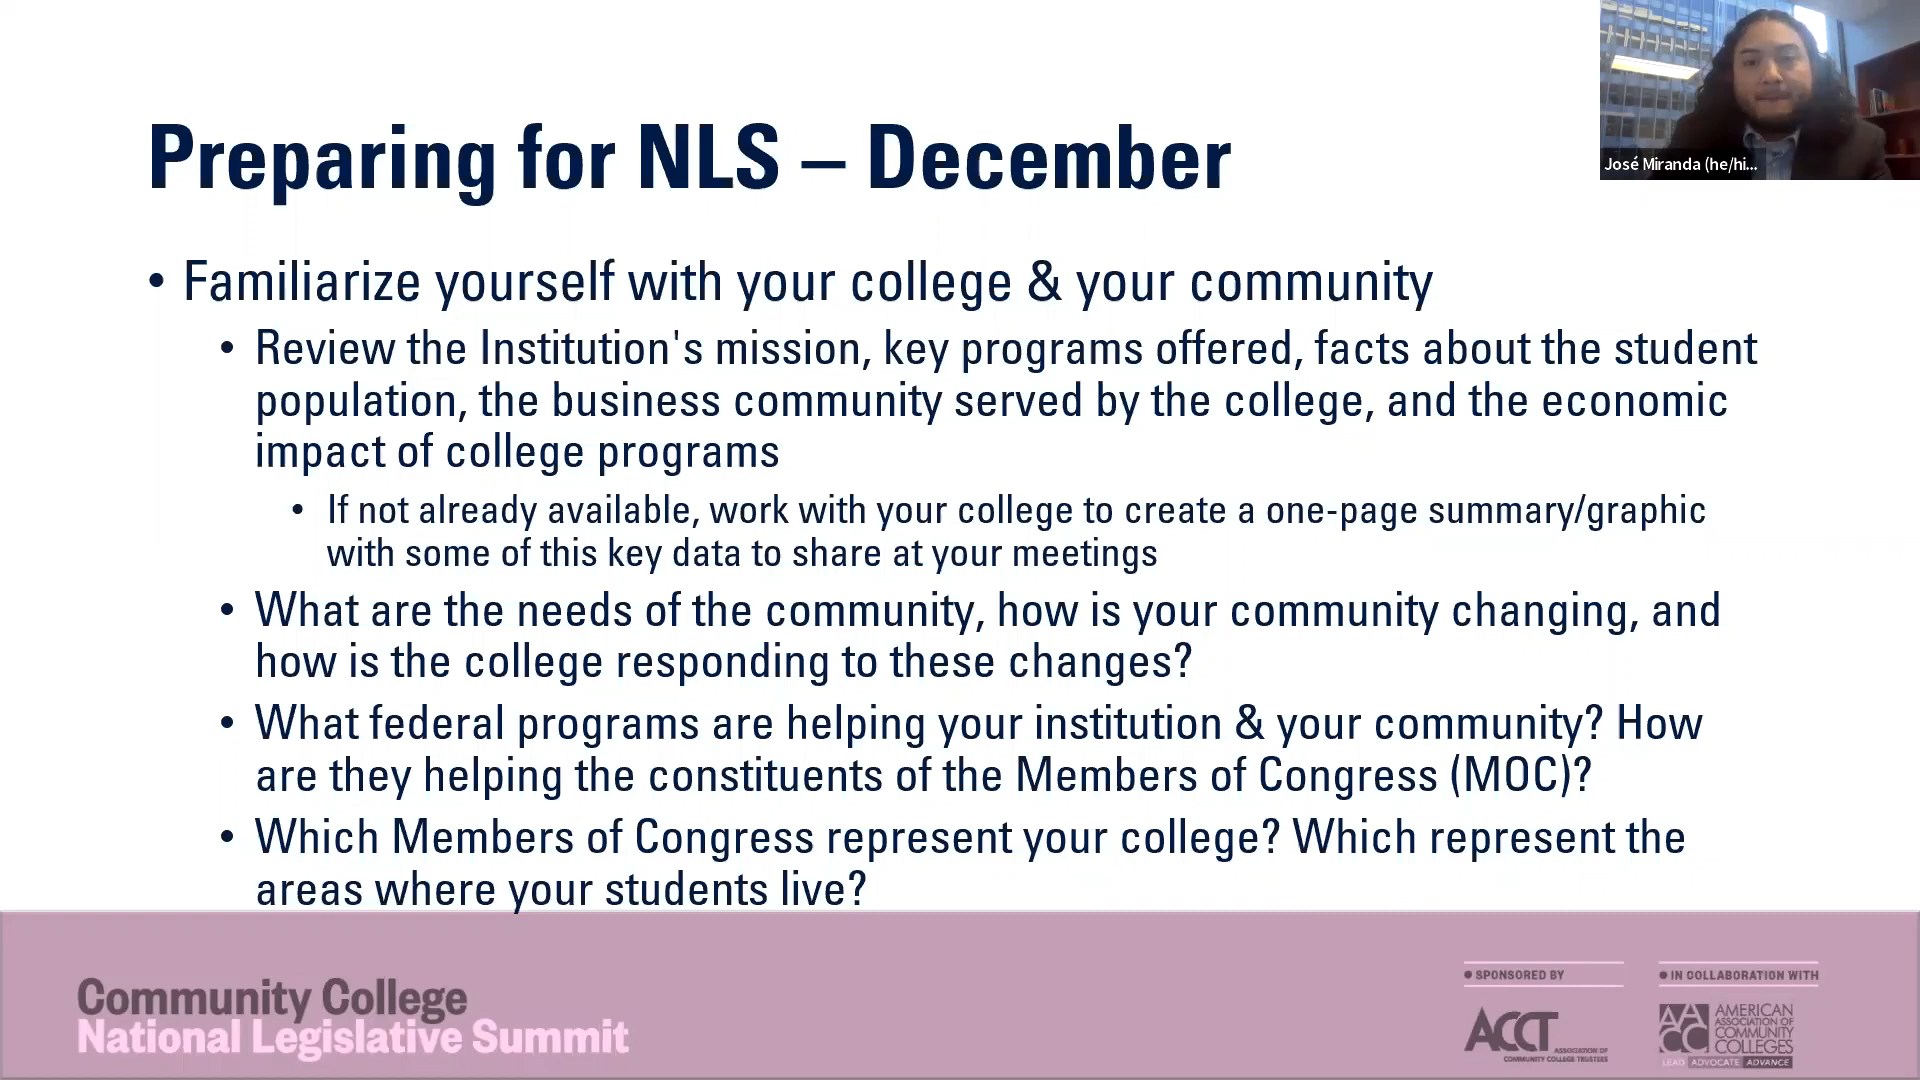 José Miranda (he/hi...
Preparing for NLS – December
• Familiarize yourself with your college & your community
• Review the Institution's mission, key programs offered, facts about the student
population, the business community served by the college, and the economic
impact of college programs
• If not already available, work with your college to create a one-page summary/graphic
with some of this key data to share at your meetings
• What are the needs of the community, how is your community changing, and
how is the college responding to these changes?
• What federal programs are helping your institution & your community? How
are they helping the constituents of the Members of Congress (MOC)?
• Which Members of Congress represent your college? Which represent the
areas where your students live?
Community College
National Legislative Summit
• SPONSORED BY
ACCT
ASSOCIATION OF
COMMUNITY COLLEGE TRUSTEES
• IN COLLABORATION WITH
AACC
AMERICAN
ASSOCIATION OF
COMMUNITY
COLLEGES
LEAD ADVOCATE ADVANCE